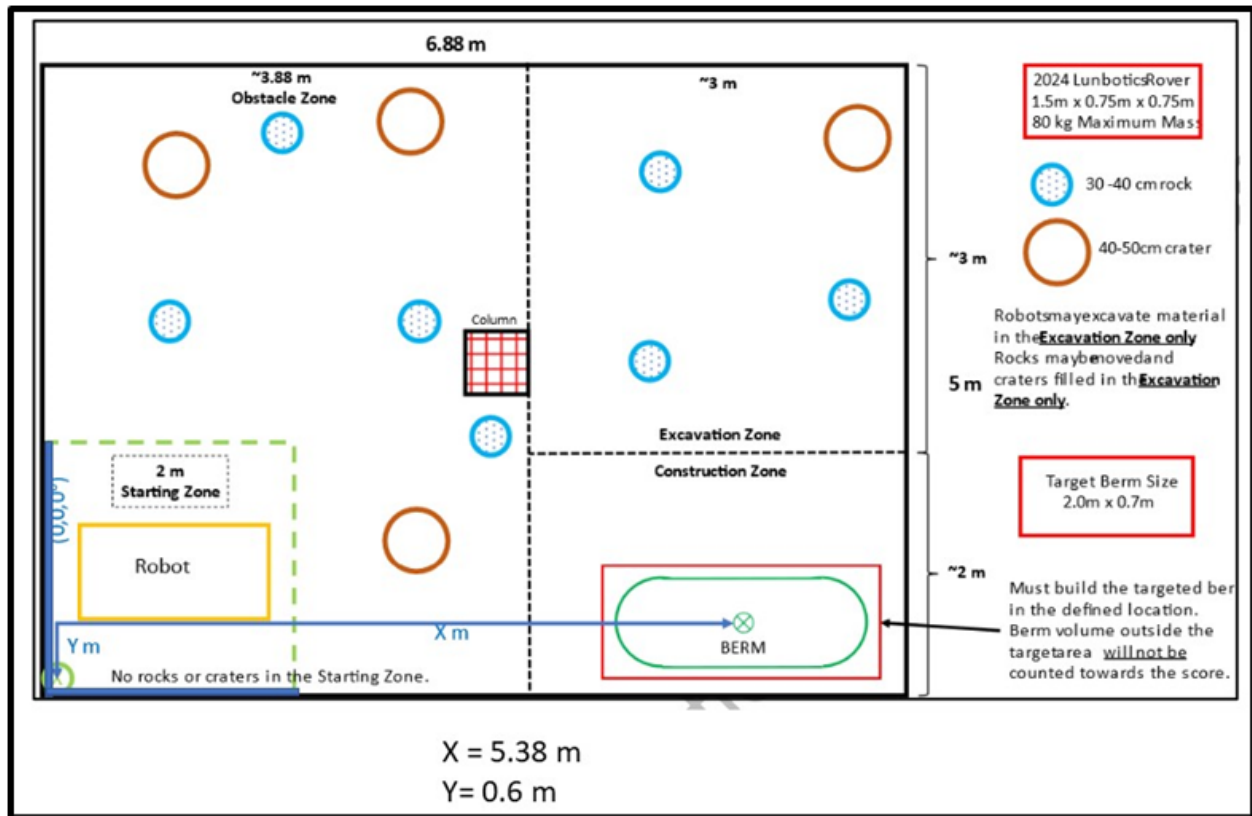 6.88 m
~3.88 m
Obstacle Zone
~3 m
2024 LunboticsRover
1.5m x 0.75m x 0.75m
80 kg Maximum Mass
30 -40 cm rock
40-50cm crater
~3 m
Column
Robotsmayexcavate material
in theExcavation Zone only
Rocks maybemovedand
craters filled in thExcavation
Zone only.
5 m
Excavation Zone
Construction Zone
2 m
Starting Zone
(0,0,0°)
Robot
Target Berm Size
2.0m x 0.7m
~2 m
Must build the targeted ber
in the defined location.
Berm volume outside the
targetarea will not be
counted towards the score.
X m
Y m
BERM
X
No rocks or craters in the Starting Zone.
X = 5.38 m
Y= 0.6 m